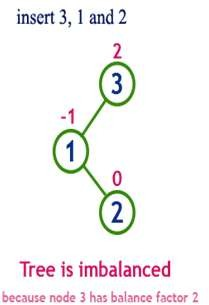 insert 3, 1 and 2
2
3
-1
1
0
2
Tree is imbalanced
because node 3 has balance factor 2